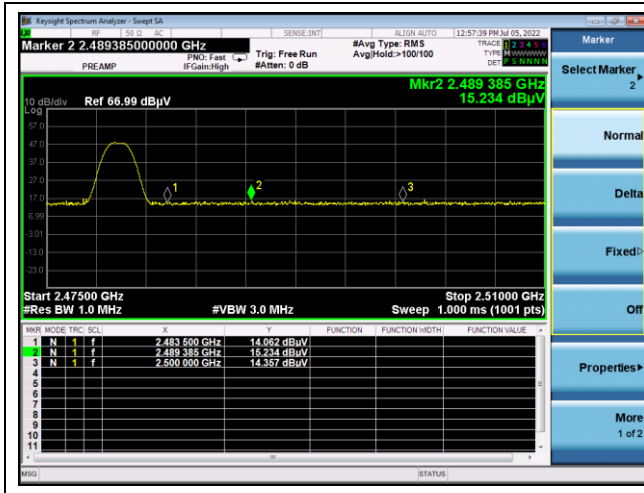 Keysight Spectrum Analyzer - Swept SA
RF 50 Ω AC SENSE:INT ALIGN AUTO 12:57:39 PM Jul 05, 2022
Marker 2 2.489385000000 GHz #Avg Type: RMS TRACE 1 2 3 4 5 6
PNO: Fast Trig: Free Run Avg|Hold:>100/100 TYPE M W W W W W
PREAMP IFGain:High #Atten: 0 dB DET P S N N N N
Mkr2 2.489 385 GHz
10 dB/div Ref 66.99 dBµV 15.234 dBµV
Log
57.0
47.0
37.0
27.0
17.0
6.99
-3.01
-13.0
-23.0
1
2
3
Start 2.47500 GHz Stop 2.51000 GHz
#Res BW 1.0 MHz #VBW 3.0 MHz Sweep 1.000 ms (1001 pts)
MKR MODE TRC SCL X Y FUNCTION FUNCTION WIDTH FUNCTION VALUE
1 N 1 f 2.483 500 GHz 14.062 dBµV
2 N 1 f 2.489 385 GHz 15.234 dBµV
3 N 1 f 2.500 000 GHz 14.357 dBµV
4
5
6
7
8
9
10
11
MSG STATUS
Marker
Select Marker
2
Normal
Delta
Fixed
Off
Properties
More
1 of 2